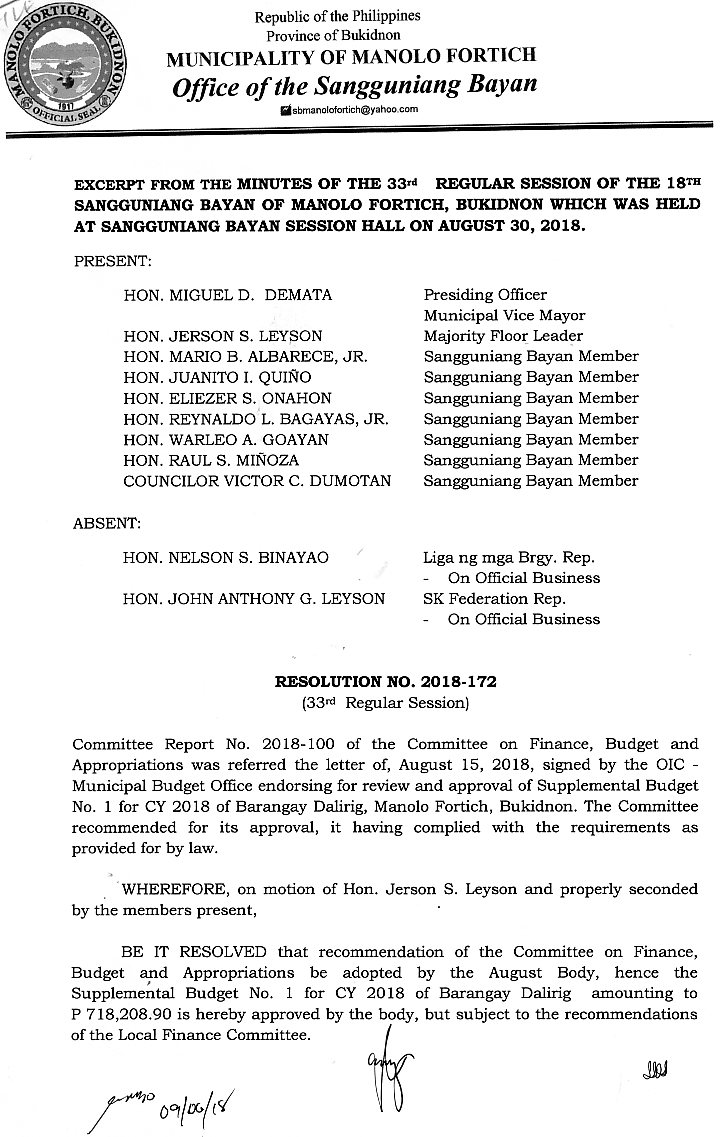 Republic of the Philippines
Province of Bukidnon
MUNICIPALITY OF MANOLO FORTICH
Office of the Sangguniang Bayan
sbmanolofortich@yahoo.com
MANOLO FORTICH, BUKIDNON
1917
OFFICIAL SEAL
EXCERPT FROM THE MINUTES OF THE 33rd REGULAR SESSION OF THE 18TH
SANGGUNIANG BAYAN OF MANOLO FORTICH, BUKIDNON WHICH WAS HELD
AT SANGGUNIANG BAYAN SESSION HALL ON AUGUST 30, 2018.
PRESENT:
HON. MIGUEL D. DEMATA Presiding Officer
Municipal Vice Mayor
HON. JERSON S. LEYSON Majority Floor Leader
HON. MARIO B. ALBARECE, JR. Sangguniang Bayan Member
HON. JUANITO I. QUIÑO Sangguniang Bayan Member
HON. ELIEZER S. ONAHON Sangguniang Bayan Member
HON. REYNALDO L. BAGAYAS, JR. Sangguniang Bayan Member
HON. WARLEO A. GOAYAN Sangguniang Bayan Member
HON. RAUL S. MIÑOZA Sangguniang Bayan Member
COUNCILOR VICTOR C. DUMOTAN Sangguniang Bayan Member
ABSENT:
HON. NELSON S. BINAYAO Liga ng mga Brgy. Rep.
- On Official Business
HON. JOHN ANTHONY G. LEYSON SK Federation Rep.
- On Official Business
RESOLUTION NO. 2018-172
(33rd Regular Session)
Committee Report No. 2018-100 of the Committee on Finance, Budget and
Appropriations was referred the letter of, August 15, 2018, signed by the OIC -
Municipal Budget Office endorsing for review and approval of Supplemental Budget
No. 1 for CY 2018 of Barangay Dalirig, Manolo Fortich, Bukidnon. The Committee
recommended for its approval, it having complied with the requirements as
provided for by law.
WHEREFORE, on motion of Hon. Jerson S. Leyson and properly seconded
by the members present,
BE IT RESOLVED that recommendation of the Committee on Finance,
Budget and Appropriations be adopted by the August Body, hence the
Supplemental Budget No. 1 for CY 2018 of Barangay Dalirig amounting to
P 718,208.90 is hereby approved by the body, but subject to the recommendations
of the Local Finance Committee.
09/06/18